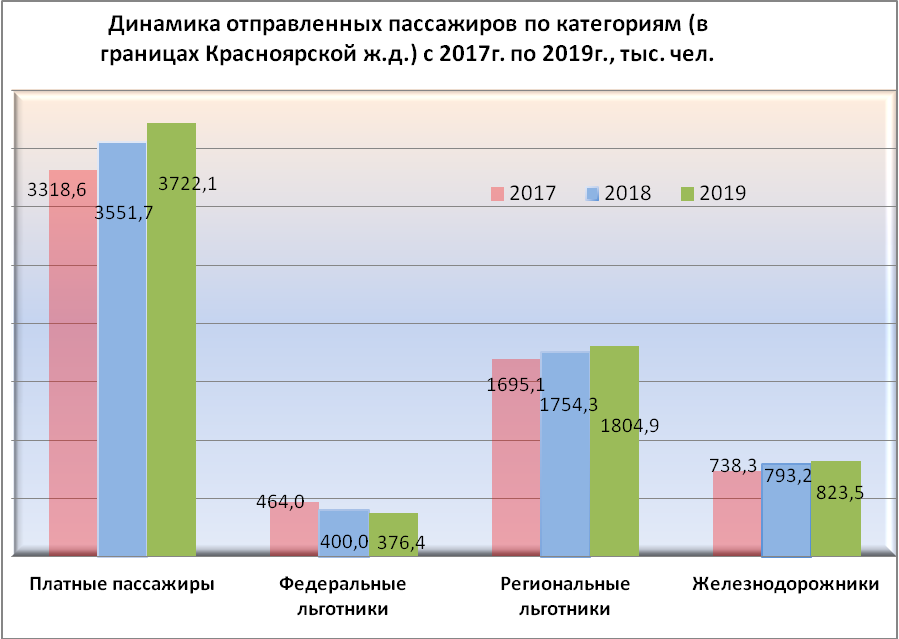 Динамика отправленных пассажиров по категориям (в
границах Красноярской ж.д.) с 2017г. по 2019г., тыс. чел.
3318,6
3551,7
3722,1
2017 2018 2019
464,0
400,0
376,4
1695,1
1754,3
1804,9
738,3
793,2
823,5
Платные пассажиры
Федеральные
льготники
Региональные
льготники
Железнодорожники